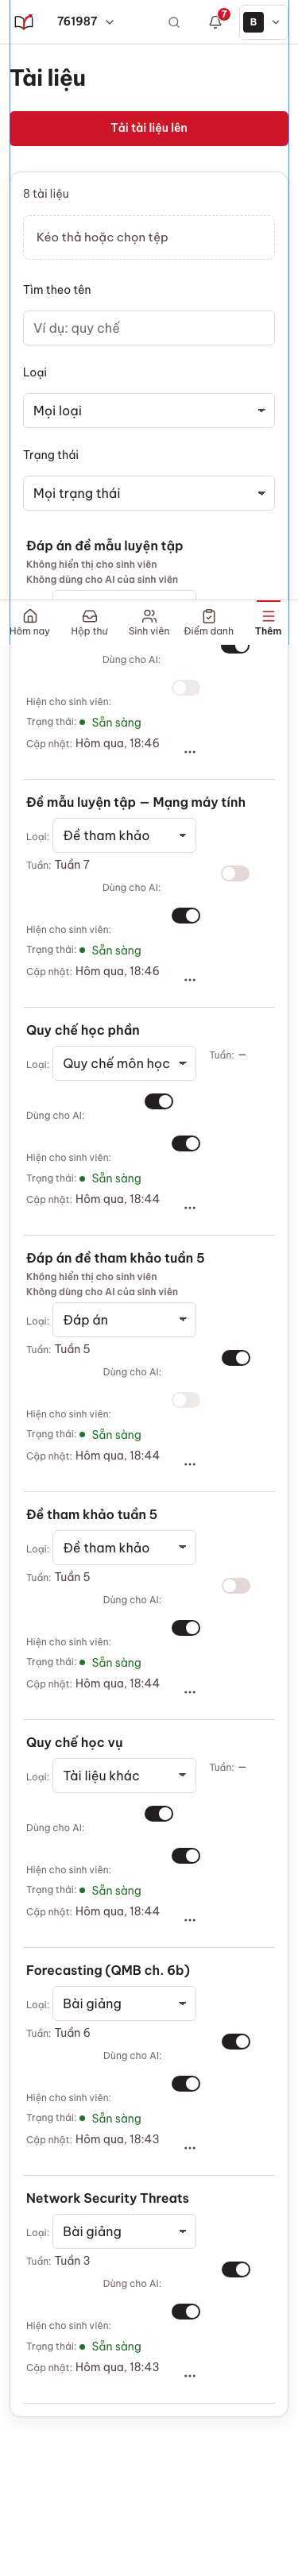 761987
7
B
Tài liệu
Tải tài liệu lên
8 tài liệu
Kéo thả hoặc chọn tệp
Tìm theo tên
Ví dụ: quy chế
Loại
Mọi loại
Trạng thái
Mọi trạng thái
Đáp án đề mẫu luyện tập
Không hiển thị cho sinh viên
Không dùng cho AI của sinh viên
Hôm nay Hộp thư Sinh viên Điểm danh Thêm
Dùng cho AI:
Hiện cho sinh viên:
Trạng thái: Sẵn sàng
Cập nhật: Hôm qua, 18:46
...
Đề mẫu luyện tập — Mạng máy tính
Loại: Đề tham khảo
Tuần: Tuần 7
Dùng cho AI:
Hiện cho sinh viên:
Trạng thái: Sẵn sàng
Cập nhật: Hôm qua, 18:46
...
Quy chế học phần
Loại: Quy chế môn học Tuần: —
Dùng cho AI:
Hiện cho sinh viên:
Trạng thái: Sẵn sàng
Cập nhật: Hôm qua, 18:44
...
Đáp án đề tham khảo tuần 5
Không hiển thị cho sinh viên
Không dùng cho AI của sinh viên
Loại: Đáp án
Tuần: Tuần 5
Dùng cho AI:
Hiện cho sinh viên:
Trạng thái: Sẵn sàng
Cập nhật: Hôm qua, 18:44
...
Đề tham khảo tuần 5
Loại: Đề tham khảo
Tuần: Tuần 5
Dùng cho AI:
Hiện cho sinh viên:
Trạng thái: Sẵn sàng
Cập nhật: Hôm qua, 18:44
...
Quy chế học vụ
Loại: Tài liệu khác Tuần: —
Dùng cho AI:
Hiện cho sinh viên:
Trạng thái: Sẵn sàng
Cập nhật: Hôm qua, 18:44
...
Forecasting (QMB ch. 6b)
Loại: Bài giảng
Tuần: Tuần 6
Dùng cho AI:
Hiện cho sinh viên:
Trạng thái: Sẵn sàng
Cập nhật: Hôm qua, 18:43
...
Network Security Threats
Loại: Bài giảng
Tuần: Tuần 3
Dùng cho AI:
Hiện cho sinh viên:
Trạng thái: Sẵn sàng
Cập nhật: Hôm qua, 18:43
...